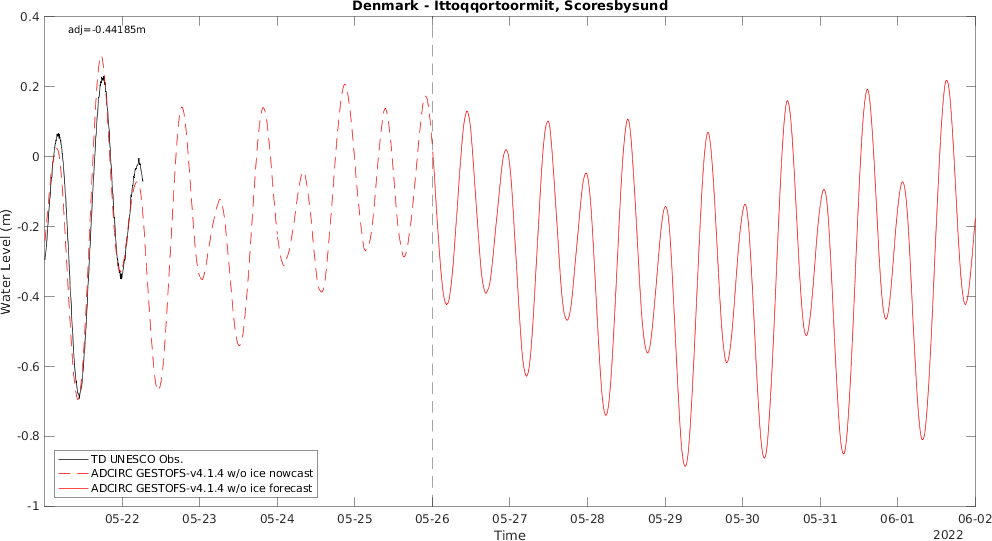 Denmark - Ittoqqortoormiit, Scoresbysund
adj=-0.44185m
0.4
0.2
0
-0.2
-0.4
-0.6
-0.8
-1
Water Level (m)
TD UNESCO Obs.
ADCIRC GESTOFS-v4.1.4 w/o ice nowcast
ADCIRC GESTOFS-v4.1.4 w/o ice forecast
05-22 05-23 05-24 05-25 05-26 05-27 05-28 05-29 05-30 05-31 06-01 06-02
Time
2022